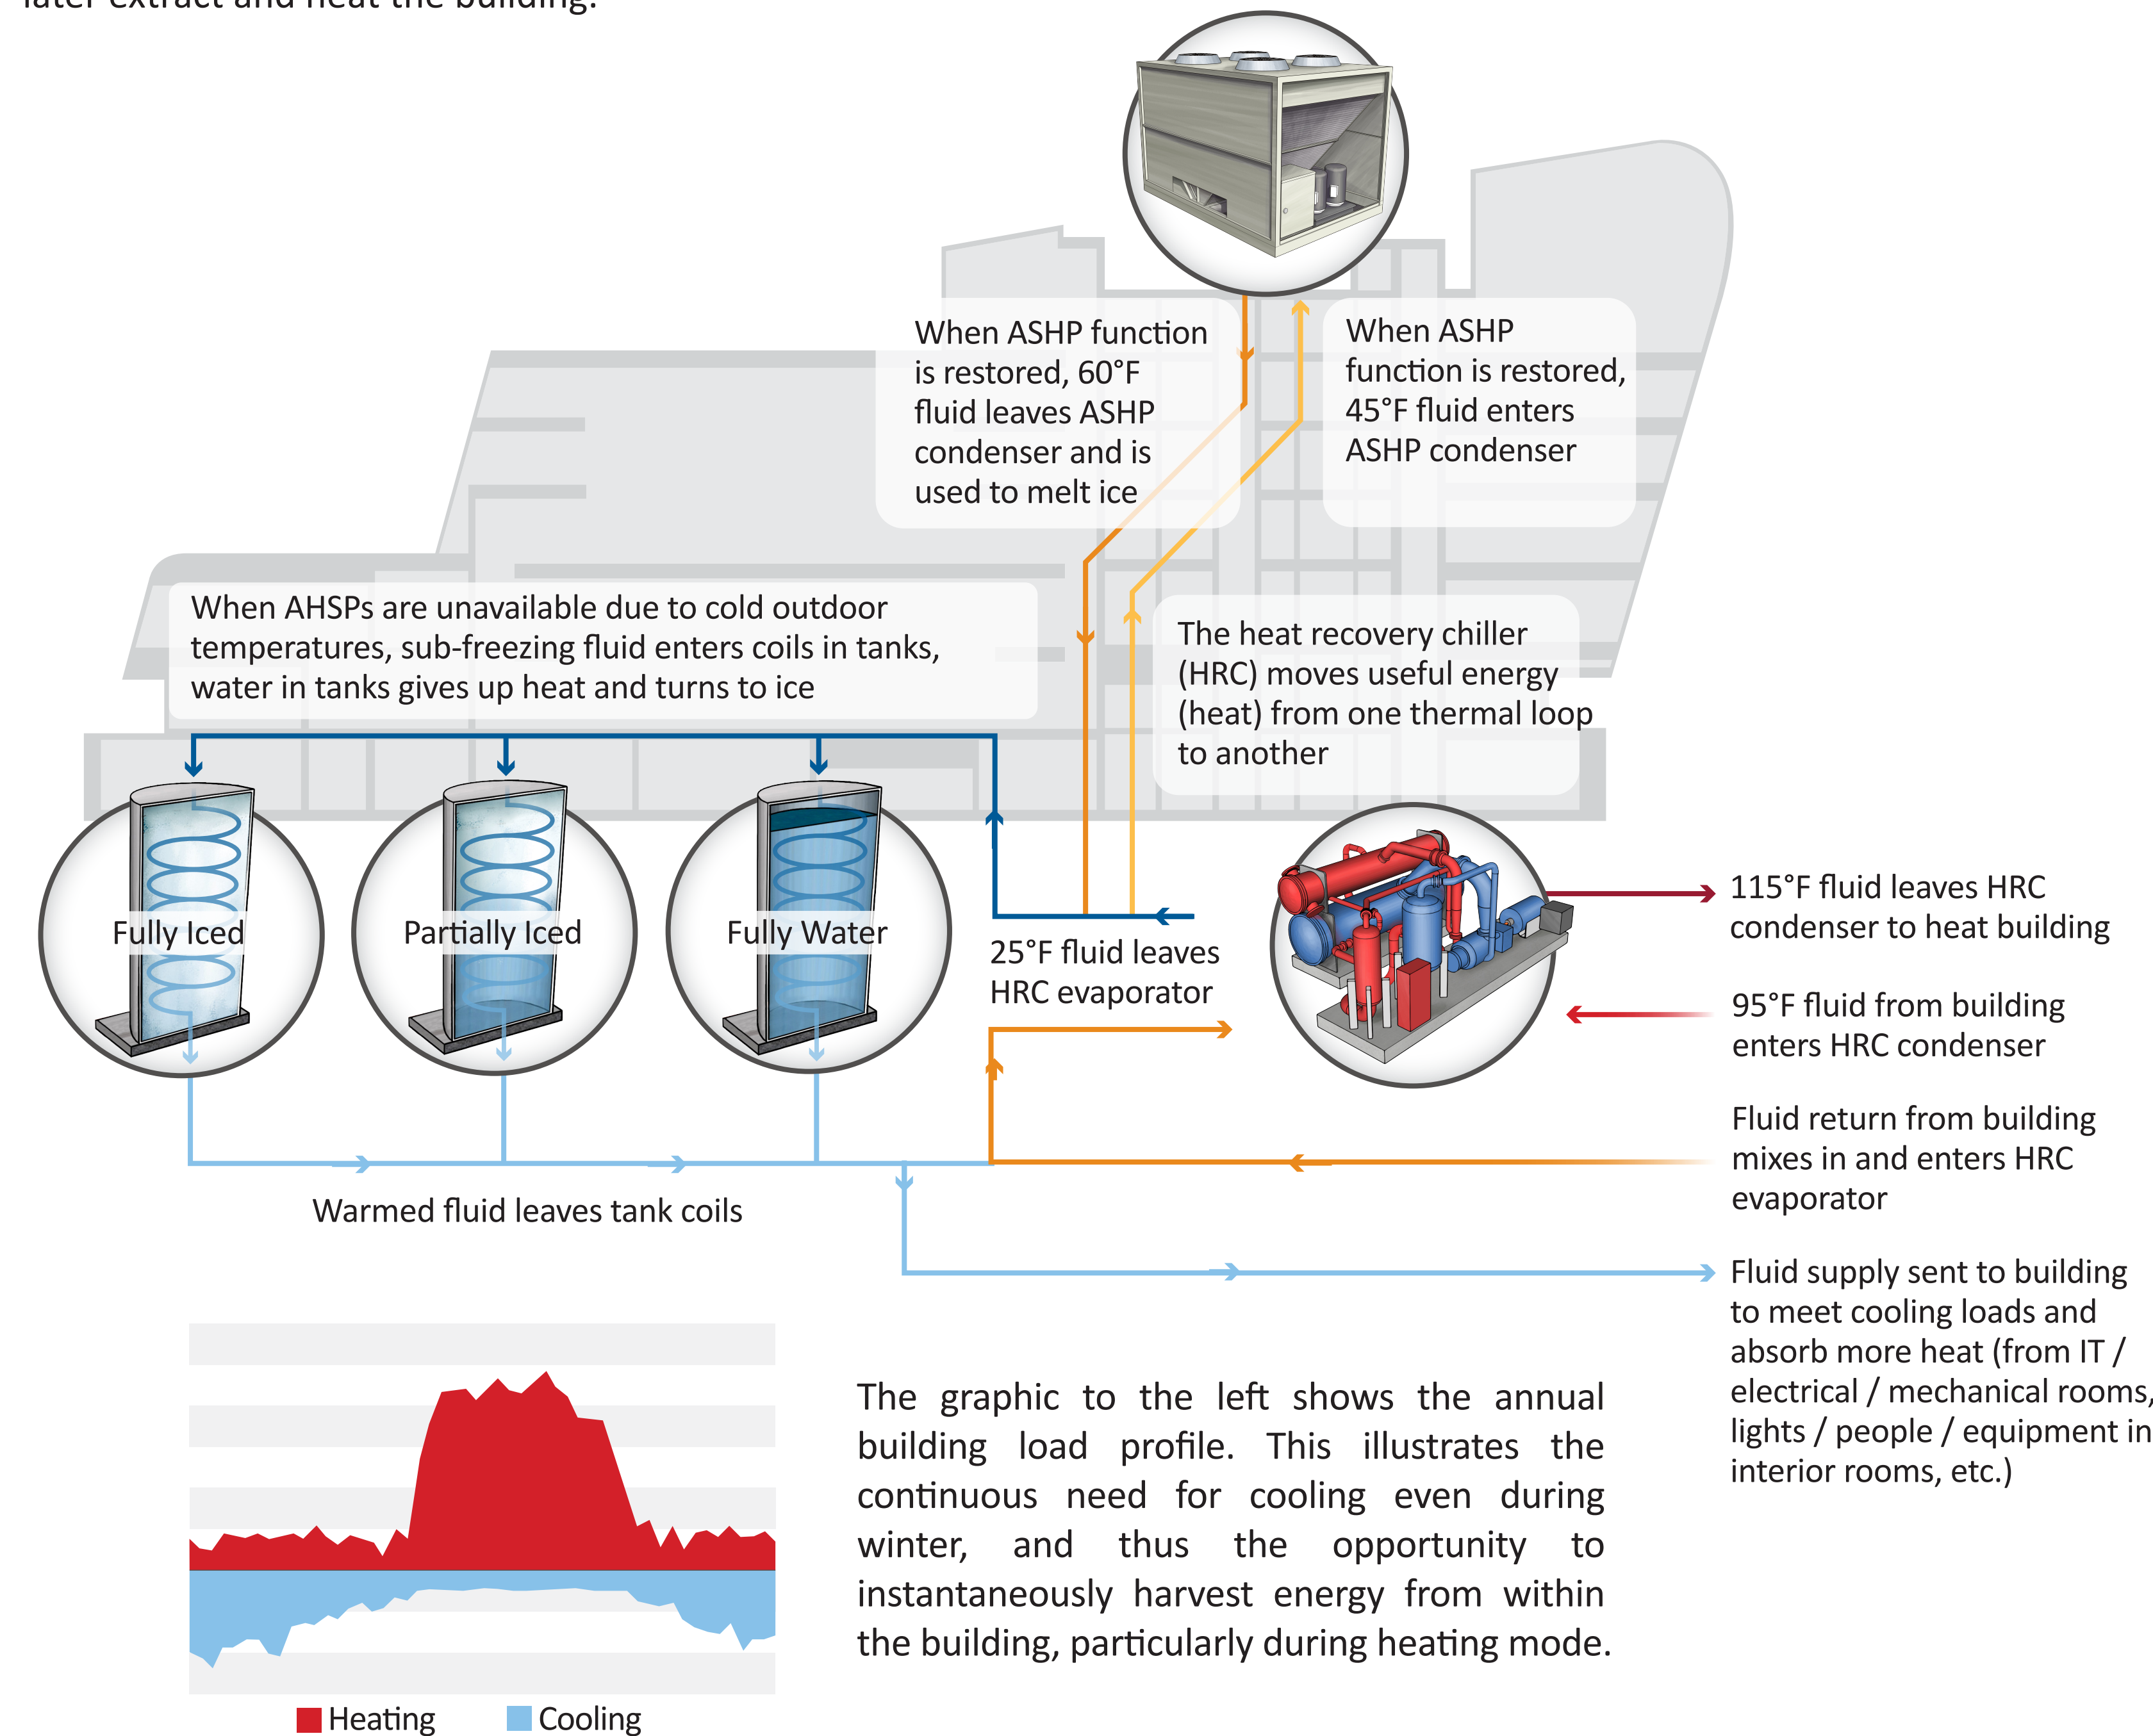 later extract and heat the building.
When ASHP function
is restored, 60°F
fluid leaves ASHP
condenser and is
used to melt ice
When ASHP
function is restored,
45°F fluid enters
ASHP condenser
When AHSPs are unavailable due to cold outdoor
temperatures, sub-freezing fluid enters coils in tanks,
water in tanks gives up heat and turns to ice
The heat recovery chiller
(HRC) moves useful energy
(heat) from one thermal loop
to another
Fully Iced
Partially Iced
Fully Water
25°F fluid leaves
HRC evaporator
115°F fluid leaves HRC
condenser to heat building
95°F fluid from building
enters HRC condenser
Fluid return from building
mixes in and enters HRC
evaporator
Warmed fluid leaves tank coils
Fluid supply sent to building
to meet cooling loads and
absorb more heat (from IT /
electrical / mechanical rooms,
lights / people / equipment in
interior rooms, etc.)
The graphic to the left shows the annual
building load profile. This illustrates the
continuous need for cooling even during
winter, and thus the opportunity to
instantaneously harvest energy from within
the building, particularly during heating mode.
Heating
Cooling